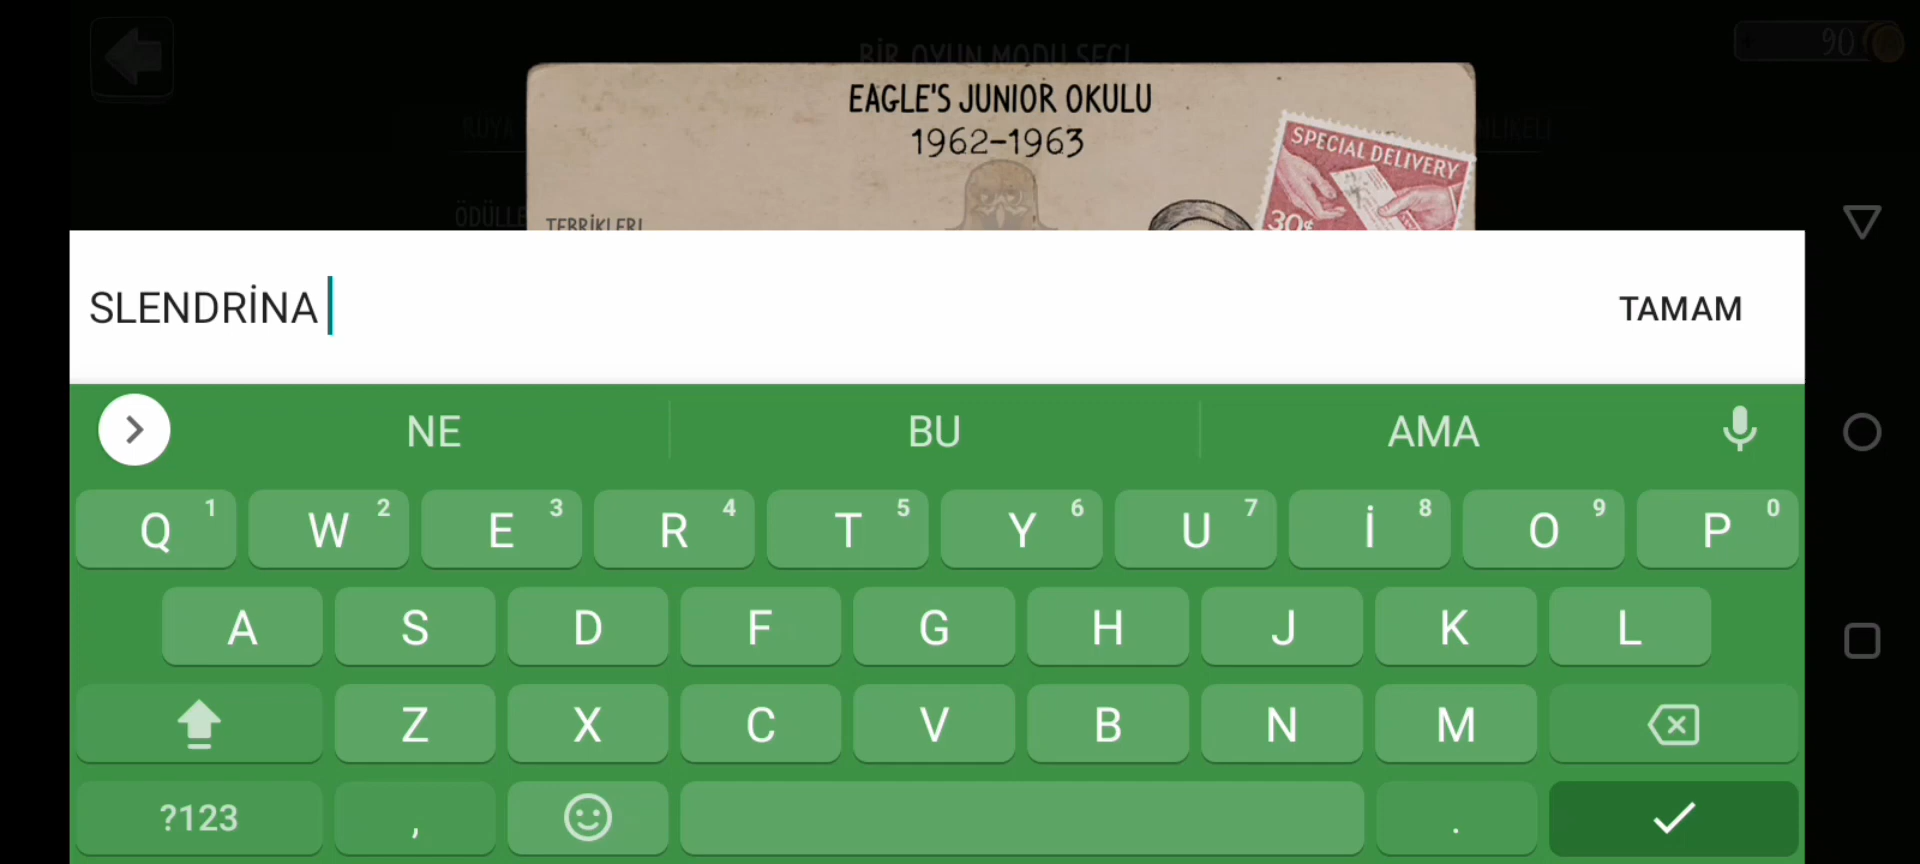 BİR OYUN MODU SEÇ!
90
EAGLE'S JUNIOR OKULU
1962-1963
SPECIAL DELIVERY
30¢
RÜYA
ÖDÜLLE
TEBRİKLER!
SLENDRİNA
TAMAM
NE BU AMA
Q 1 W 2 E 3 R 4 T 5 Y 6 U 7 İ 8 O 9 P 0
A S D F G H J K L
Z X C V B N M
?123 , .